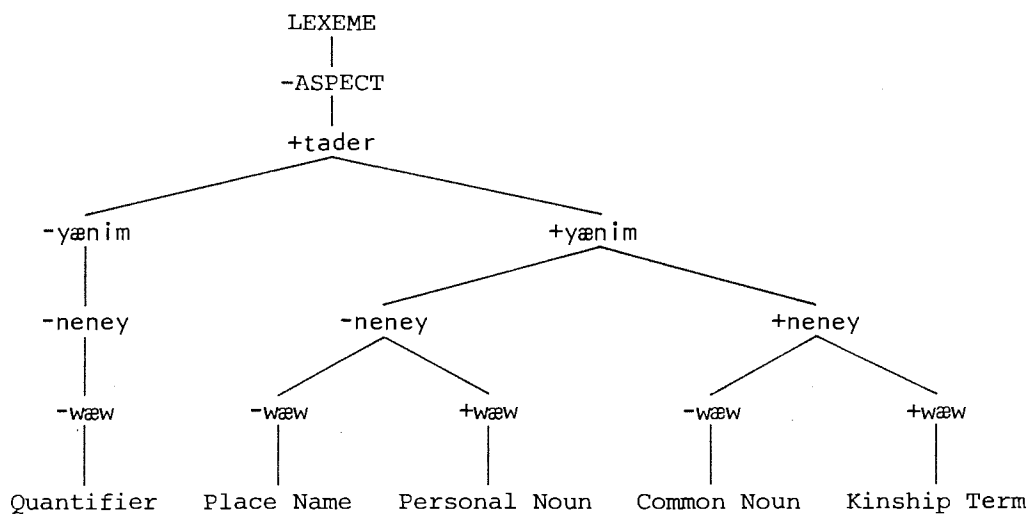 LEXEME
-ASPECT
+tader
-yænim +yænim
-neney -neney +neney
-wæw -wæw +wæw -wæw +wæw
Quantifier Place Name Personal Noun Common Noun Kinship Term